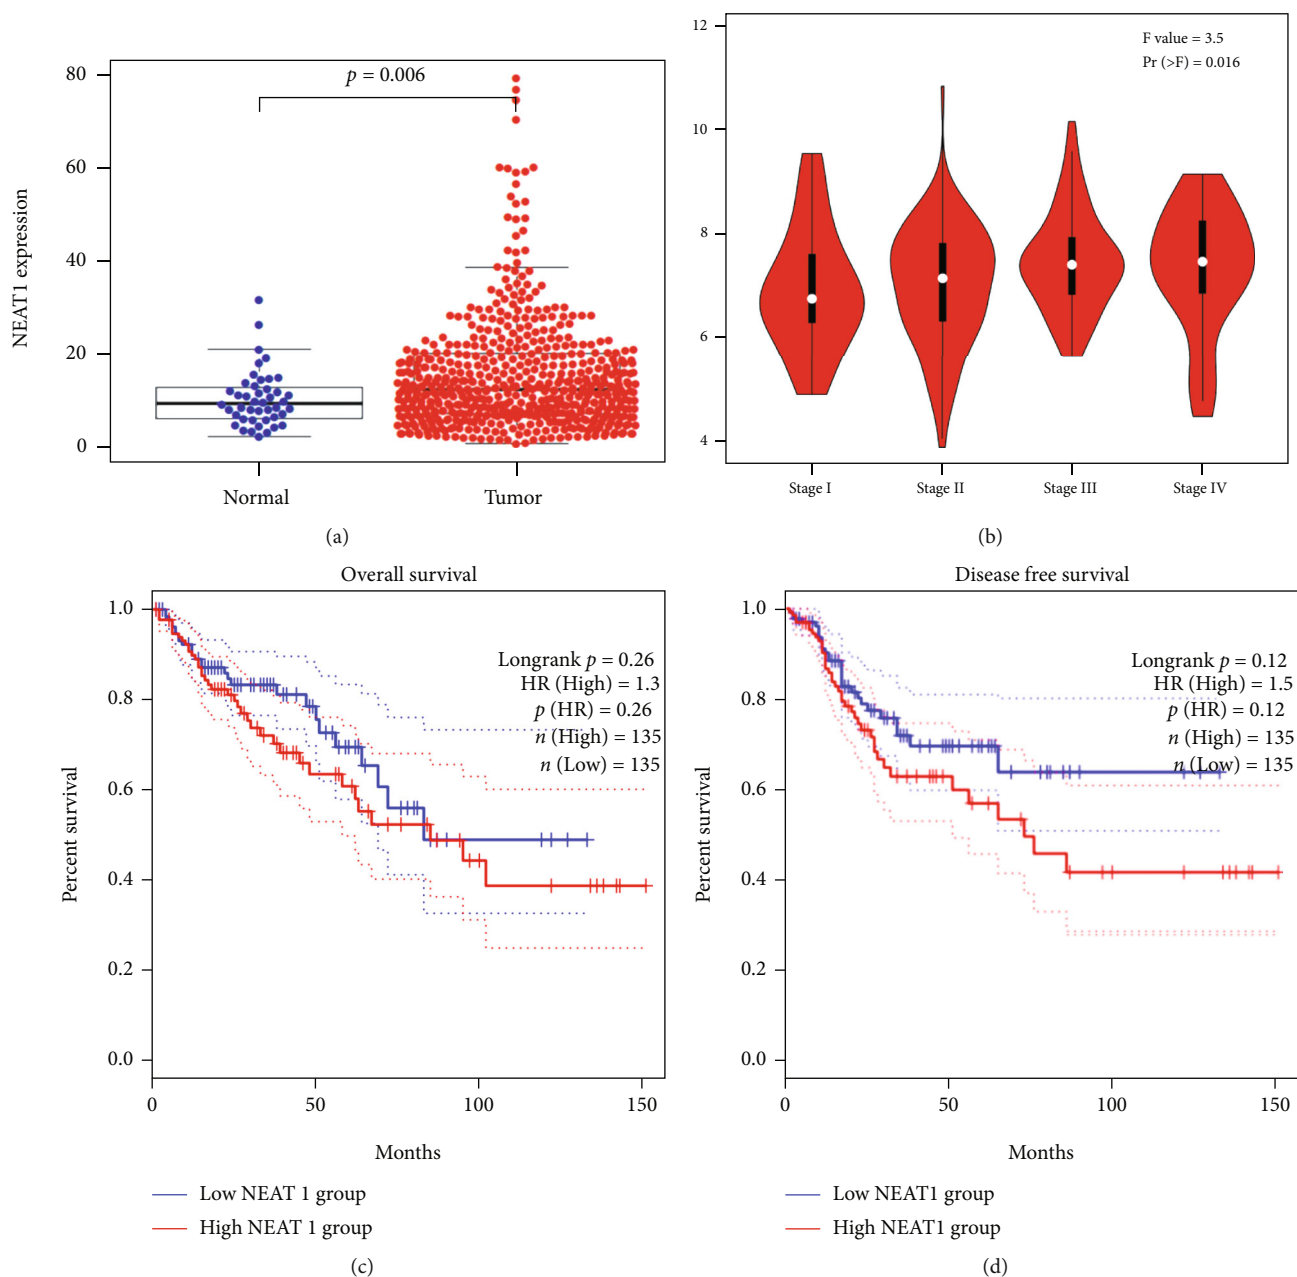 NEAT1 expression
80
60
40
20
0
p = 0.006
Normal
Tumor
(a)
12
10
8
6
4
F value = 3.5
Pr (>F) = 0.016
Stage I
Stage II
Stage III
Stage IV
(b)
Overall survival
Percent survival
1.0
0.8
0.6
0.4
0.2
0.0
Longrank p = 0.26
HR (High) = 1.3
p (HR) = 0.26
n (High) = 135
n (Low) = 135
0
50
100
150
Months
Low NEAT 1 group
High NEAT 1 group
(c)
Disease free survival
Percent survival
1.0
0.8
0.6
0.4
0.2
0.0
Longrank p = 0.12
HR (High) = 1.5
p (HR) = 0.12
n (High) = 135
n (Low) = 135
0
50
100
150
Months
Low NEAT1 group
High NEAT1 group
(d)